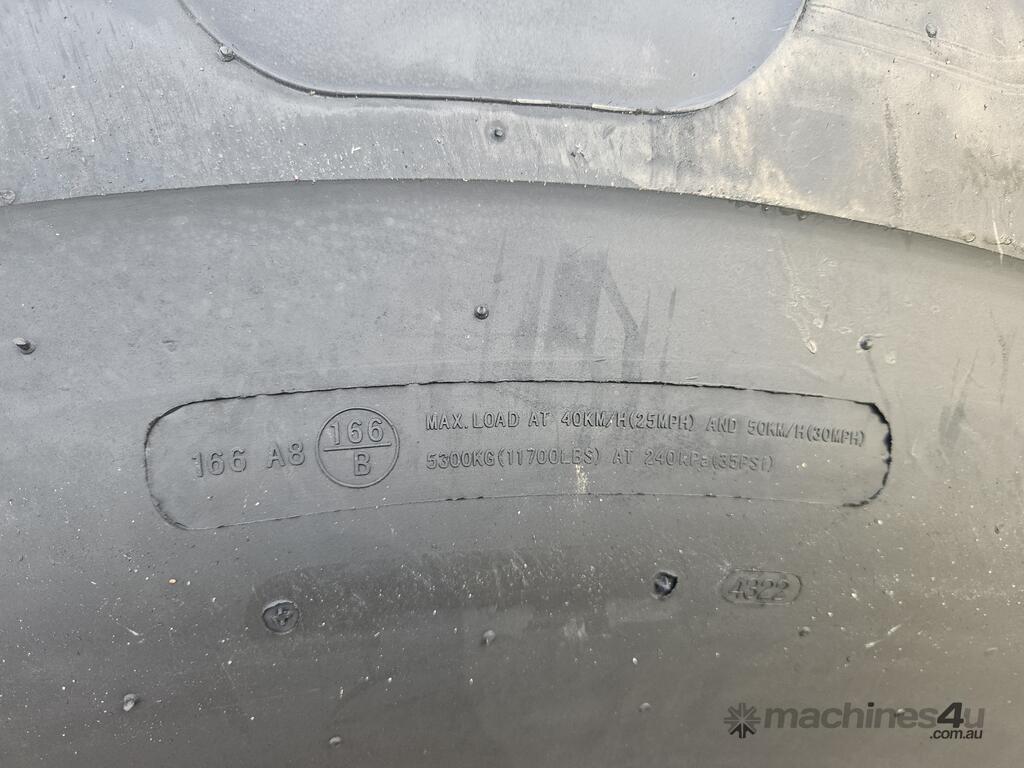 166 A8
166
B
MAX. LOAD AT 40KM/H(25MPH) AND 50KM/H(30MPH)
5300KG(11700LBS) AT 240KPa(35PSI)
4322
machines4u
.com.au